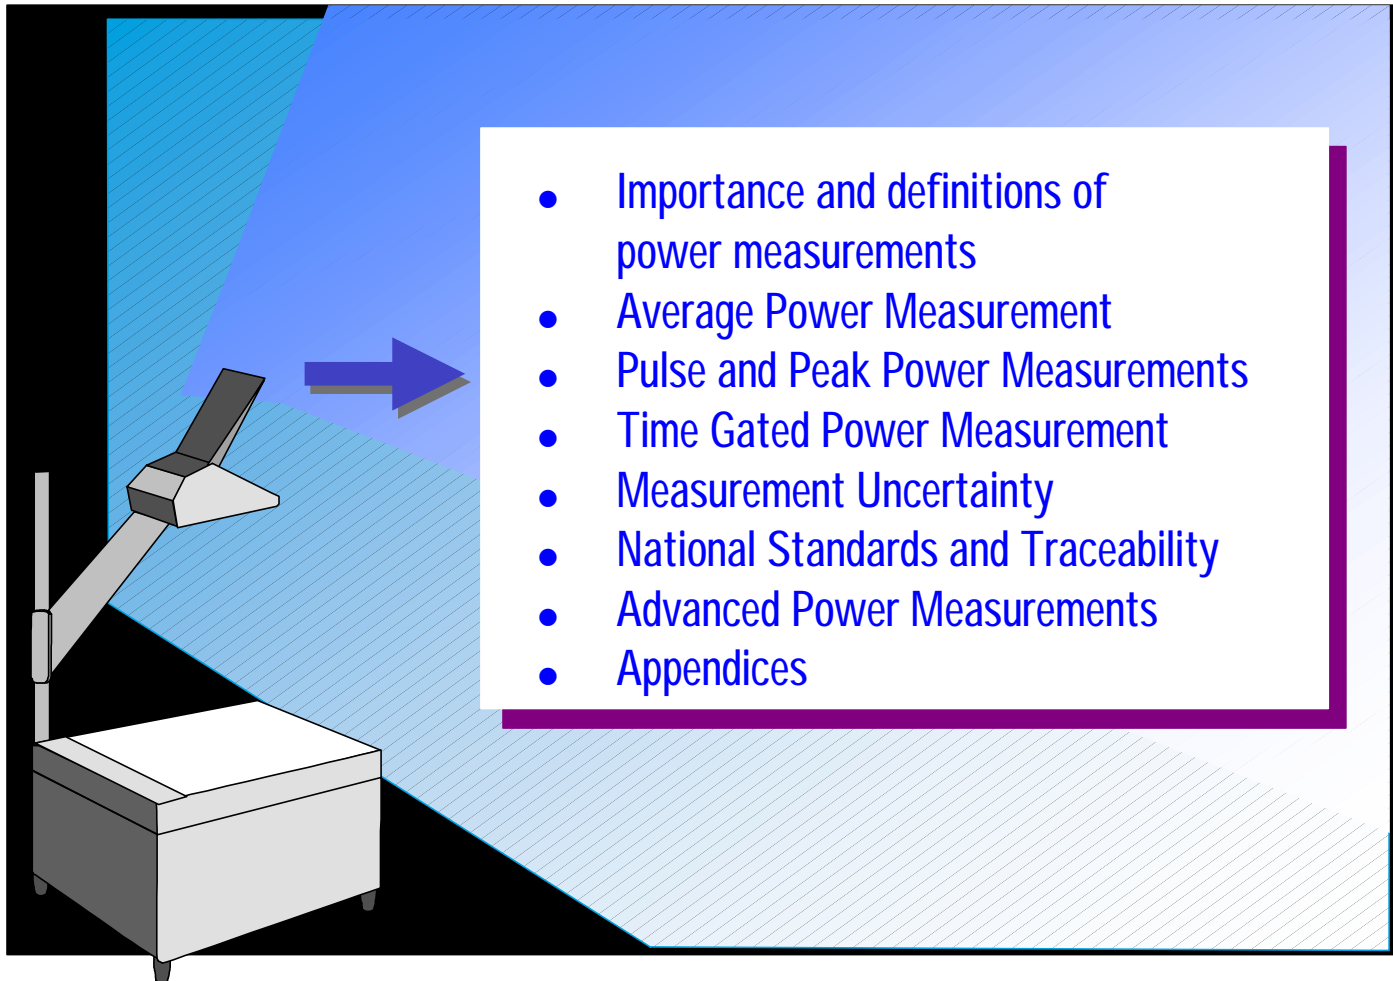 ● Importance and definitions of
power measurements
● Average Power Measurement
● Pulse and Peak Power Measurements
● Time Gated Power Measurement
● Measurement Uncertainty
● National Standards and Traceability
● Advanced Power Measurements
● Appendices